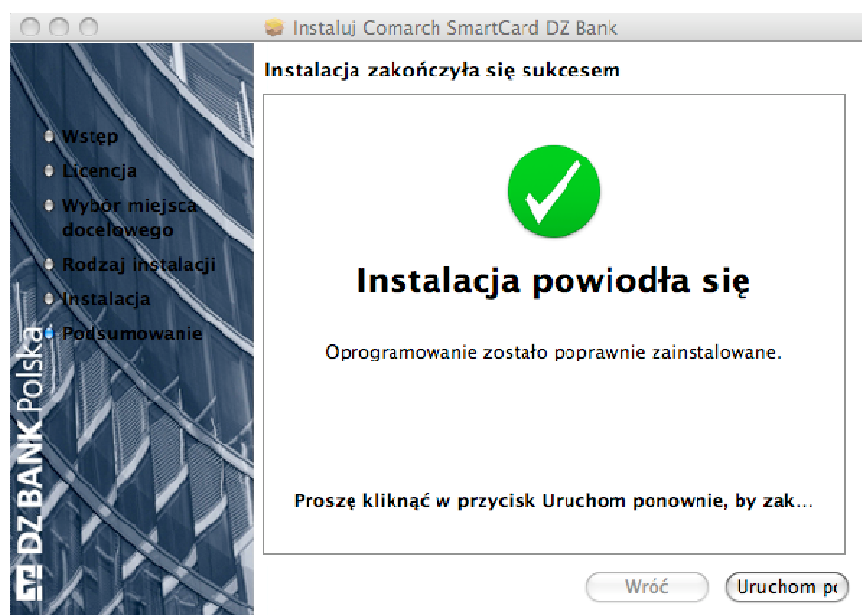 Instaluj Comarch SmartCard DZ Bank
Instalacja zakończyła się sukcesem
Wstęp
Licencja
Wybór miejsca
docelowego
Rodzaj instalacji
Instalacja
Podsumowanie
DZ BANK Polska
Instalacja powiodła się
Oprogramowanie zostało poprawnie zainstalowane.
Proszę kliknąć w przycisk Uruchom ponownie, by zak...
Wróć
Uruchom po